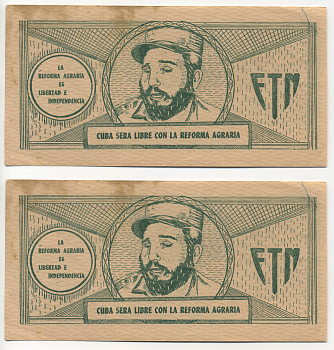 LA
REFORMA AGRARIA
ES
LIBERTAD E
INDEPENDENCIA
FTN
CUBA SERA LIBRE CON LA REFORMA AGRARIA
LA
REFORMA AGRARIA
ES
LIBERTAD E
INDEPENDENCIA
FTN
CUBA SERA LIBRE CON LA REFORMA AGRARIA